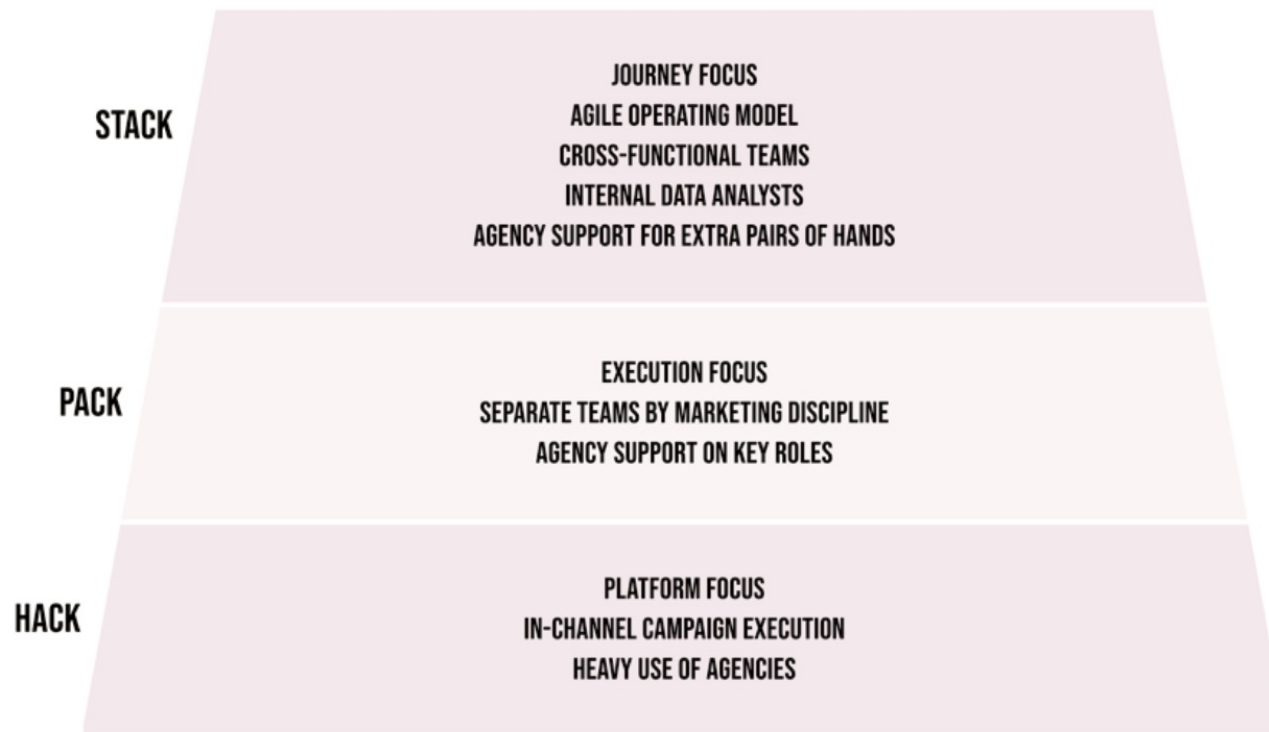 STACK
JOURNEY FOCUS
AGILE OPERATING MODEL
CROSS-FUNCTIONAL TEAMS
INTERNAL DATA ANALYSTS
AGENCY SUPPORT FOR EXTRA PAIRS OF HANDS
PACK
EXECUTION FOCUS
SEPARATE TEAMS BY MARKETING DISCIPLINE
AGENCY SUPPORT ON KEY ROLES
HACK
PLATFORM FOCUS
IN-CHANNEL CAMPAIGN EXECUTION
HEAVY USE OF AGENCIES